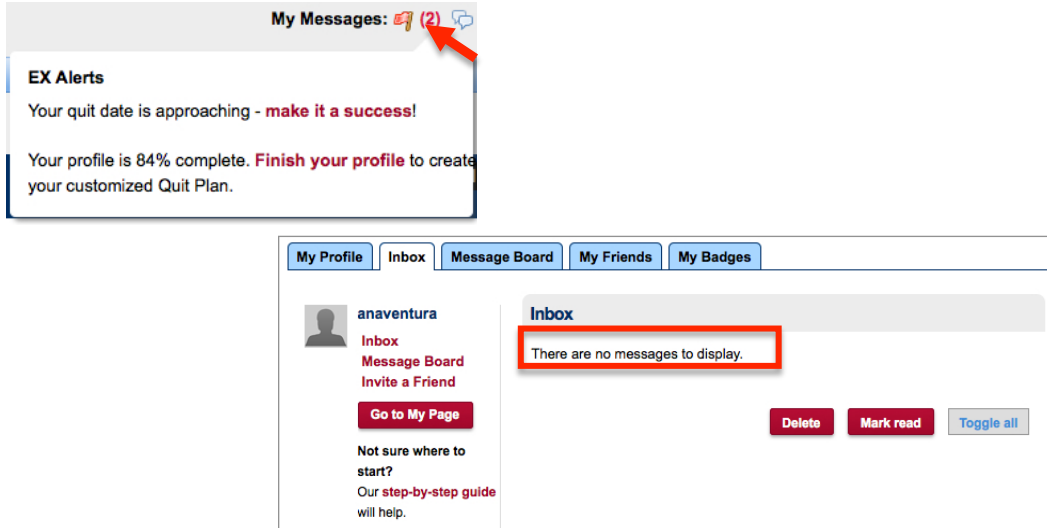 My Messages: (2)
EX Alerts
Your quit date is approaching - make it a success!
Your profile is 84% complete. Finish your profile to create
your customized Quit Plan.
My Profile
Inbox
Message Board
My Friends
My Badges
anaventura
Inbox
Message Board
Invite a Friend
Go to My Page
Not sure where to
start?
Our step-by-step guide
will help.
Inbox
There are no messages to display.
Delete
Mark read
Toggle all